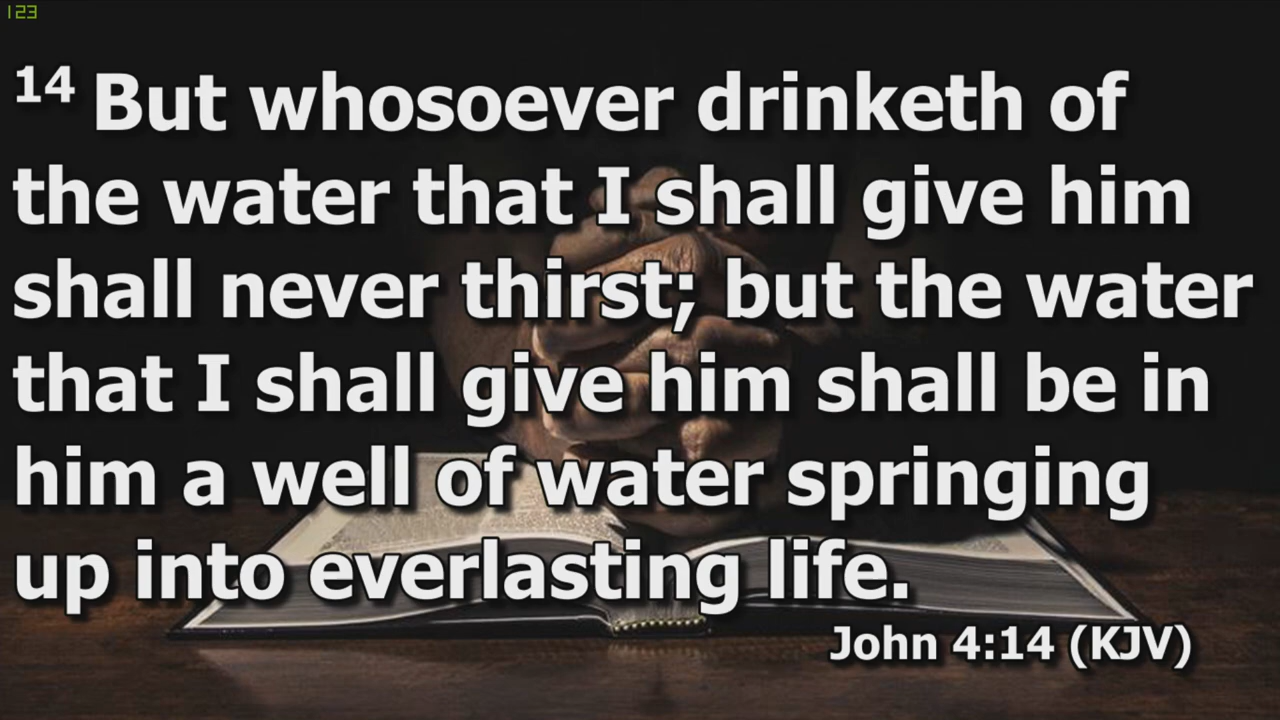 123
14 But whosoever drinketh of
the water that I shall give him
shall never thirst; but the water
that I shall give him shall be in
him a well of water springing
up into everlasting life.
John 4:14 (KJV)